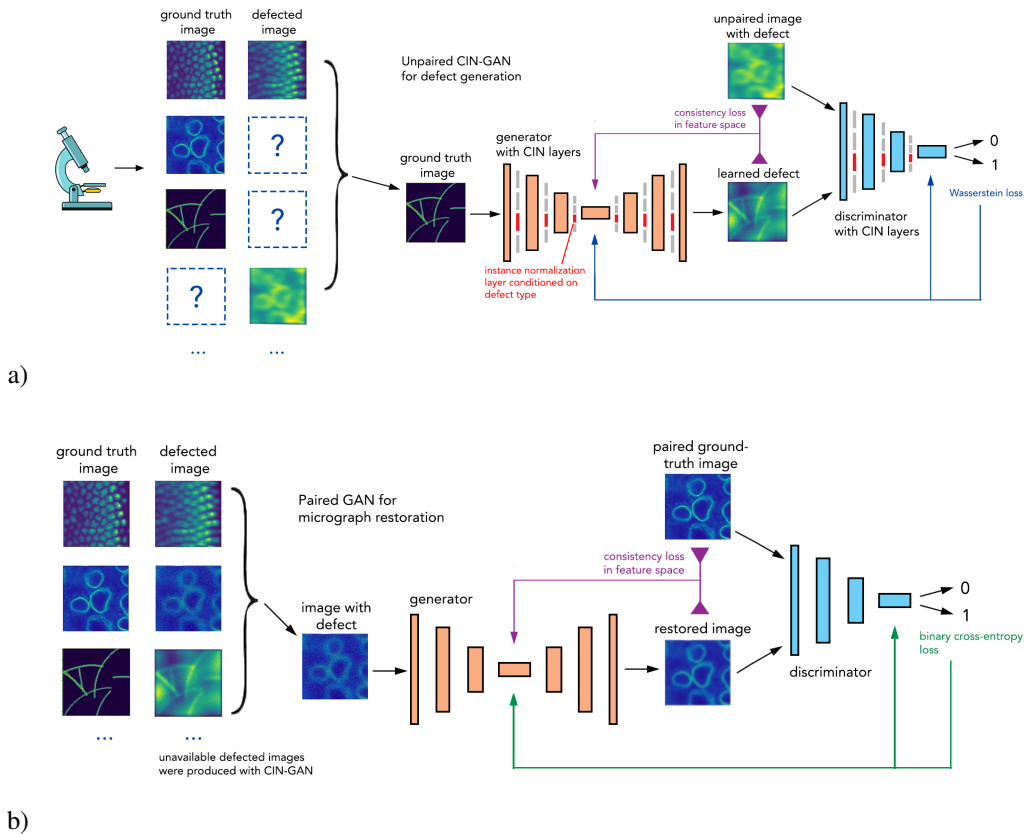 ground truth
image
defected
image
Unpaired CIN-GAN
for defect generation
unpaired image
with defect
?
?
?
...
...
ground truth
image
generator
with CIN layers
consistency loss
in feature space
learned defect
instance normalization
layer conditioned on
defect type
discriminator
with CIN layers
0
1
Wasserstein loss
a)
ground truth
image
defected
image
Paired GAN for
micrograph restoration
paired ground-
truth image
...
...
unavailable defected images
were produced with CIN-GAN
image with
defect
generator
consistency loss
in feature space
restored image
discriminator
0
1
binary cross-entropy
loss
b)